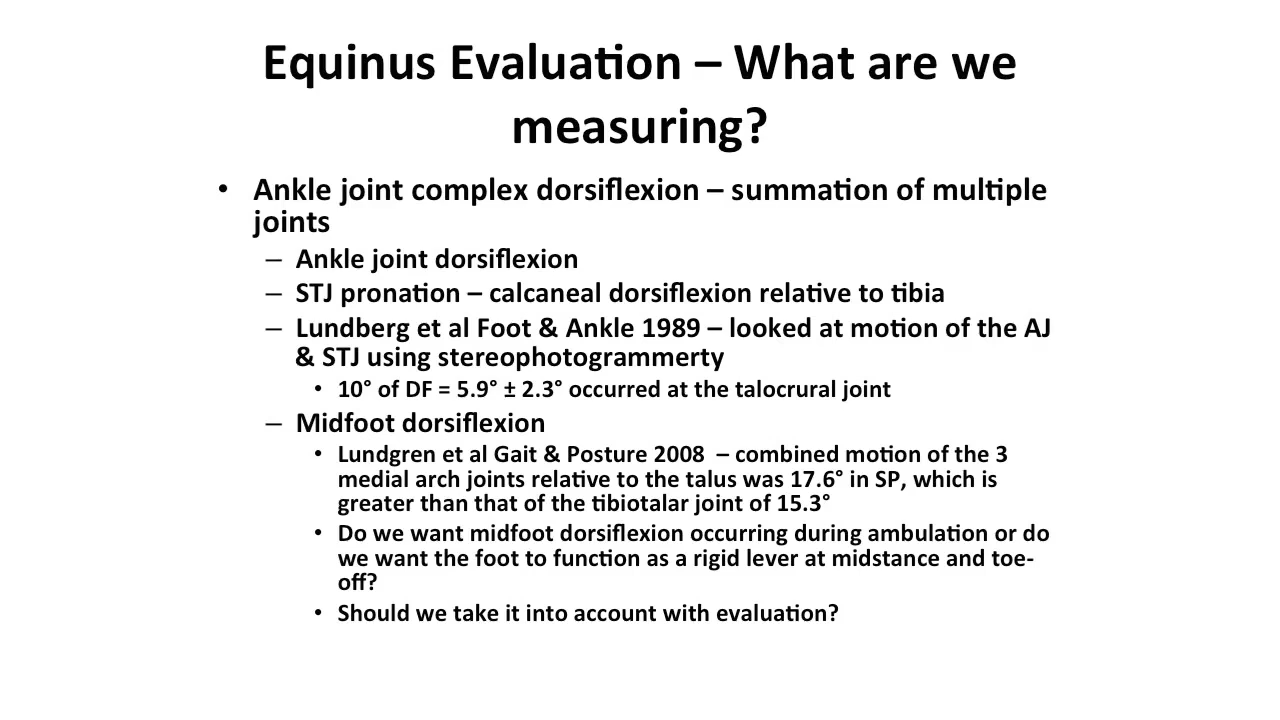 Equinus Evaluation – What are we
measuring?
• Ankle joint complex dorsiflexion – summation of multiple
joints
– Ankle joint dorsiflexion
– STJ pronation – calcaneal dorsiflexion relative to tibia
– Lundberg et al Foot & Ankle 1989 – looked at motion of the AJ
& STJ using stereophotogrammerty
• 10° of DF = 5.9° ± 2.3° occurred at the talocrural joint
– Midfoot dorsiflexion
• Lundgren et al Gait & Posture 2008 – combined motion of the 3
medial arch joints relative to the talus was 17.6° in SP, which is
greater than that of the tibiotalar joint of 15.3°
• Do we want midfoot dorsiflexion occurring during ambulation or do
we want the foot to function as a rigid lever at midstance and toe-
off?
• Should we take it into account with evaluation?